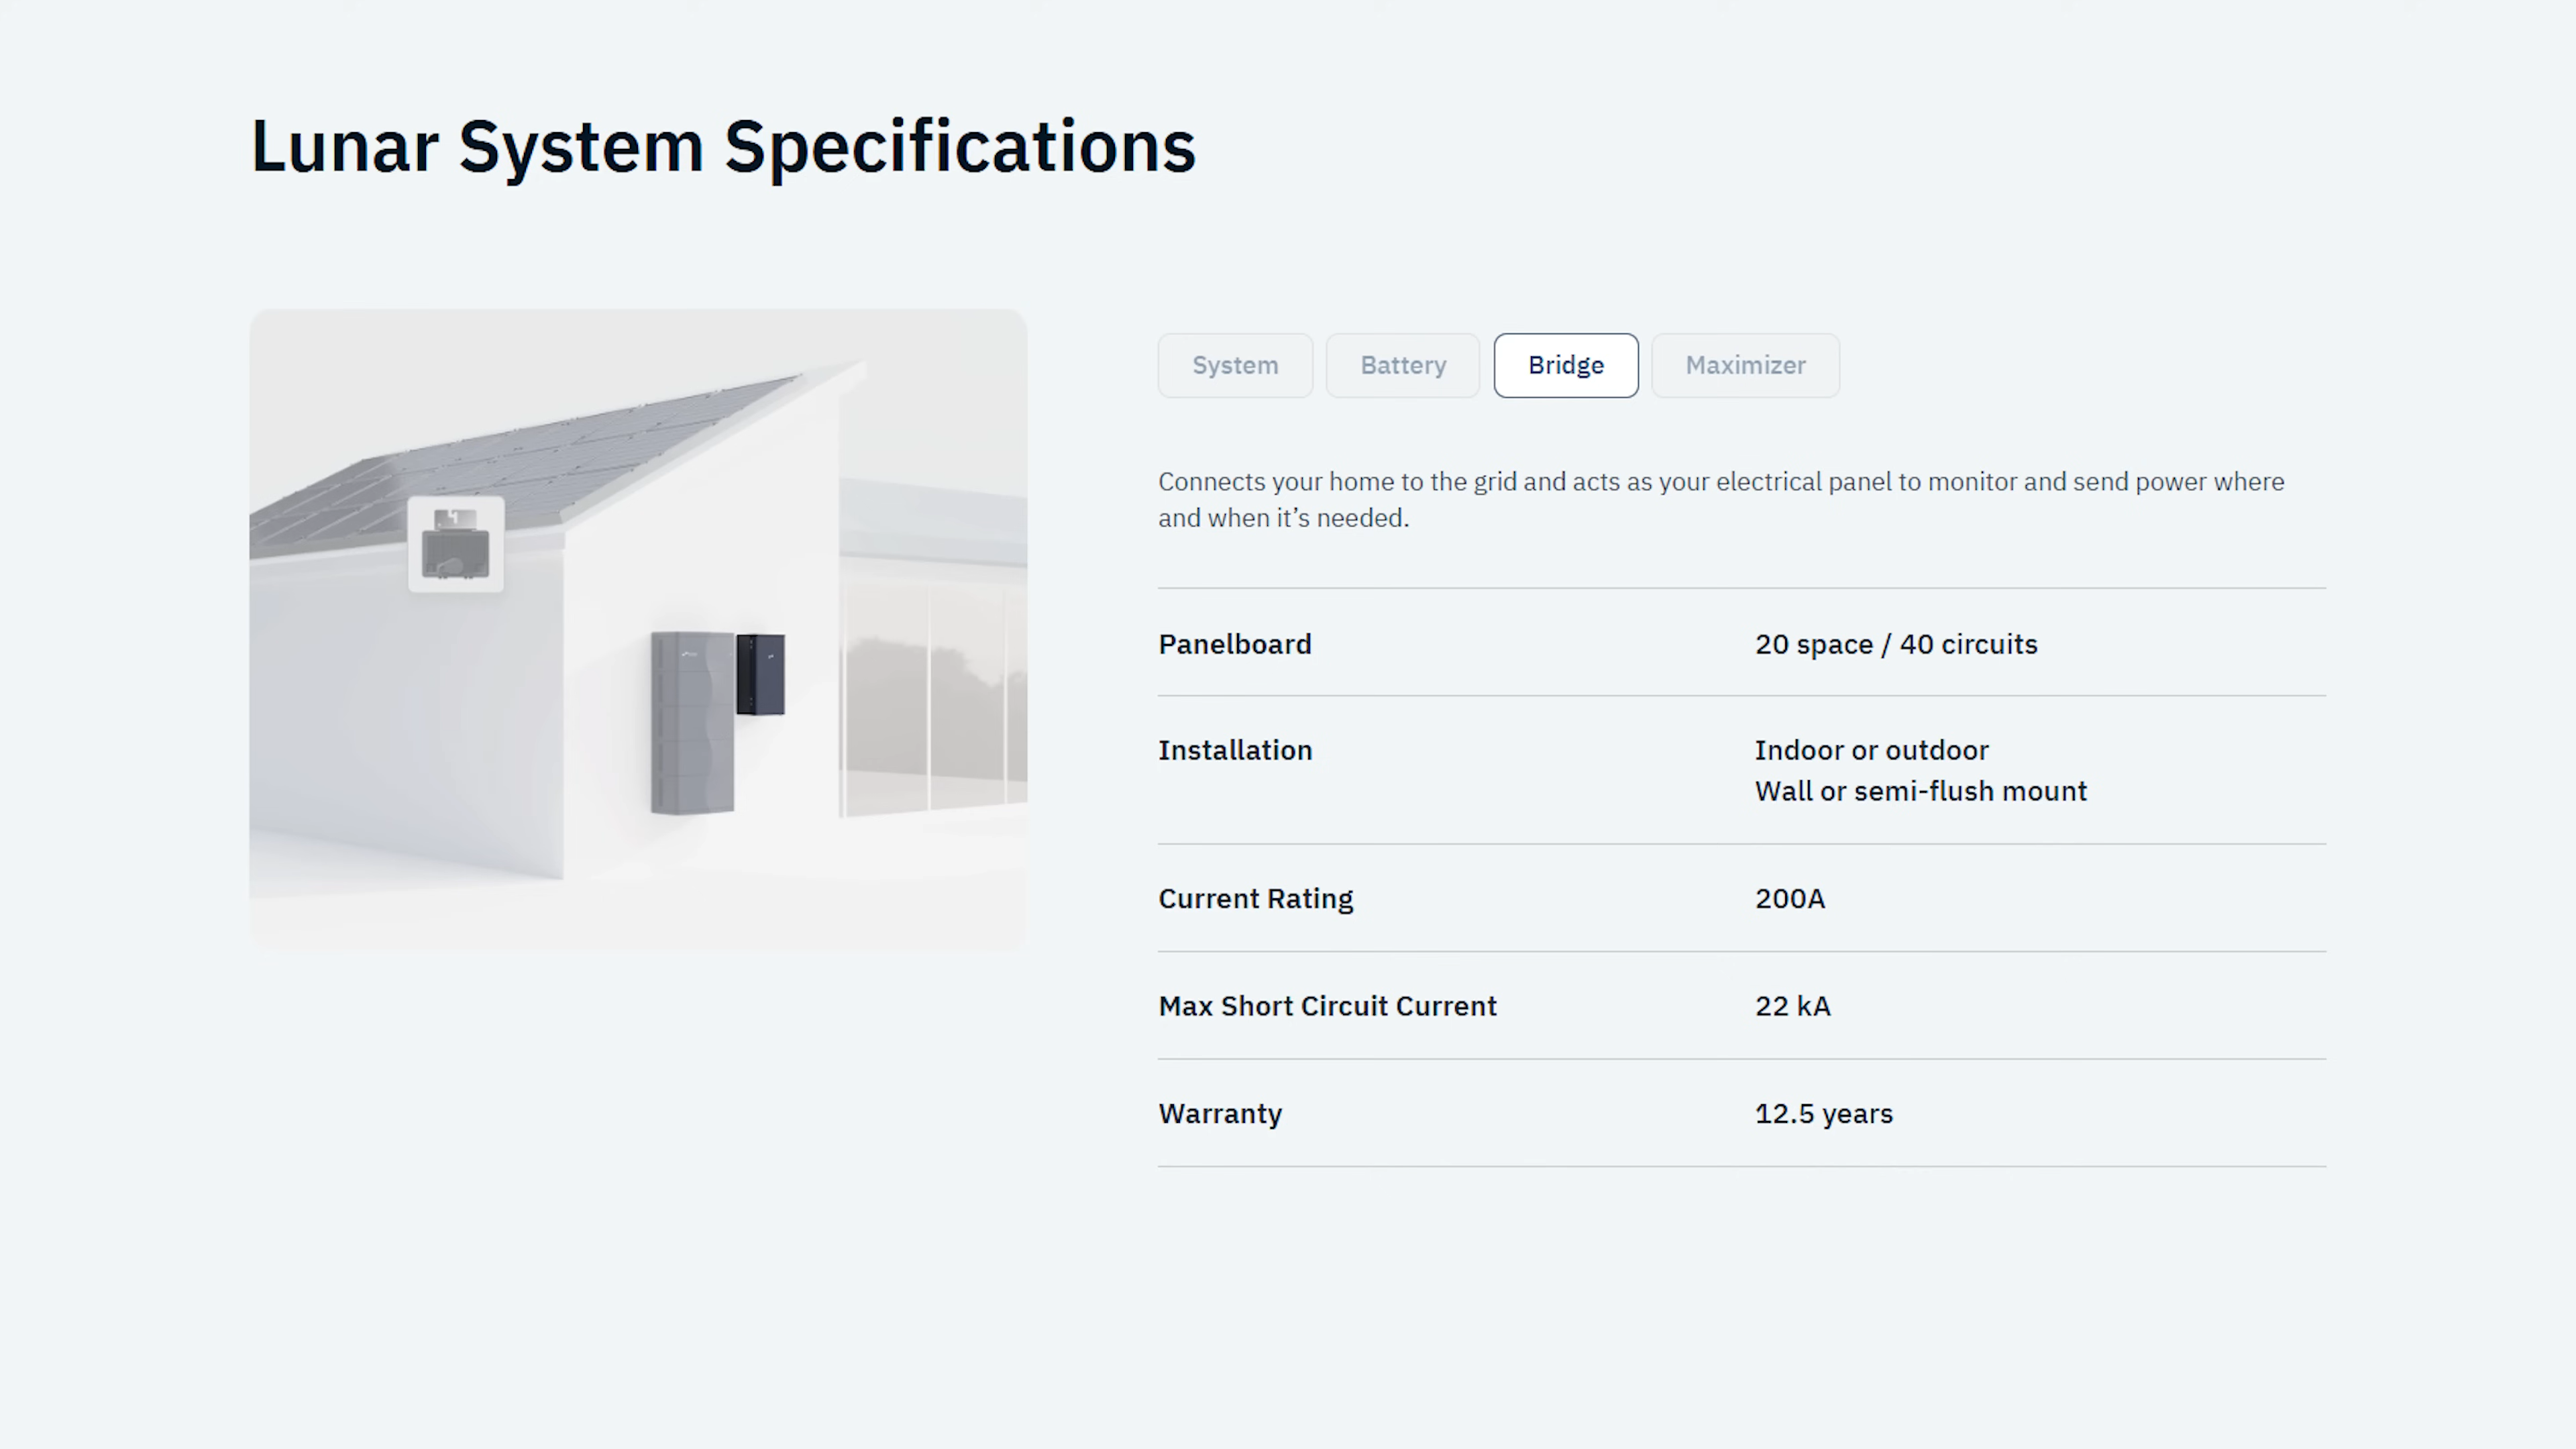 Lunar System Specifications
System
Battery
Bridge
Maximizer
Connects your home to the grid and acts as your electrical panel to monitor and send power where
and when it’s needed.
Panelboard
20 space / 40 circuits
Installation
Indoor or outdoor
Wall or semi-flush mount
Current Rating
200A
Max Short Circuit Current
22 kA
Warranty
12.5 years